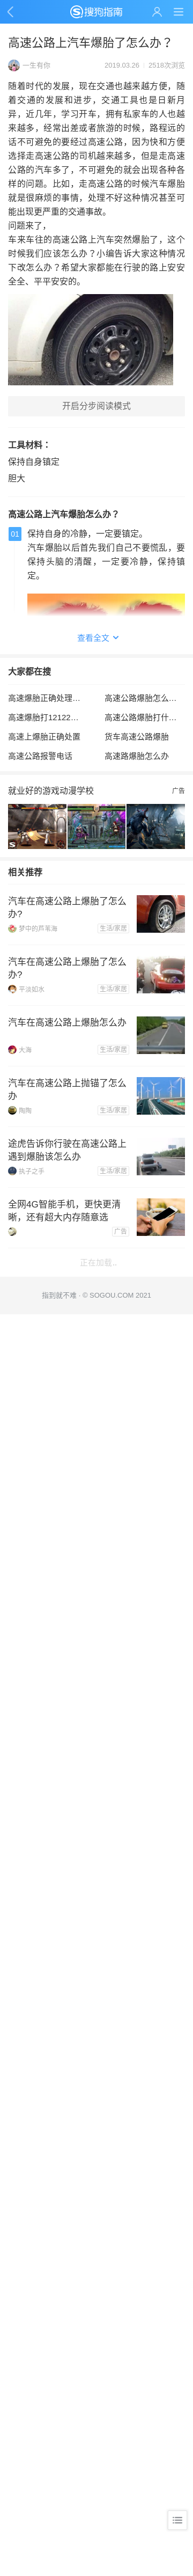 搜狗指南
高速公路上汽车爆胎了怎么办？
一生有你
2019.03.26 2518次浏览
随着时代的发展，现在交通也越来越方便，随
着交通的发展和进步，交通工具也是日新月
异，近几年，学习开车，拥有私家车的人也越
来越多，经常出差或者旅游的时候，路程远的
话不可避免的要经过高速公路，因为快和方便
选择走高速公路的司机越来越多，但是走高速
公路的汽车多了，不可避免的就会出现各种各
样的问题。比如，走高速公路的时候汽车爆胎
就是很麻烦的事情，处理不好这种情况甚至可
能出现更严重的交通事故。
问题来了，
车来车往的高速公路上汽车突然爆胎了，这个
时候我们应该怎么办？小编告诉大家这种情况
下改怎么办？希望大家都能在行驶的路上安安
全全、平平安安的。
开启分步阅读模式
工具材料：
保持自身镇定
胆大
高速公路上汽车爆胎怎么办？
01
保持自身的冷静，一定要镇定。
汽车爆胎以后首先我们自己不要慌乱，要
保持头脑的清醒，一定要冷静，保持镇
定。
查看全文
大家都在搜
高速爆胎正确处理… 高速公路爆胎怎么…
高速爆胎打12122… 高速公路爆胎打什…
高速上爆胎正确处置 货车高速公路爆胎
高速公路报警电话 高速路爆胎怎么办
就业好的游戏动漫学校 广告
相关推荐
汽车在高速公路上爆胎了怎么
办？
梦中的芦苇海 生活/家居
汽车在高速公路上爆胎了怎么
办？
平淡如水 生活/家居
汽车在高速公路上爆胎怎么办
大海 生活/家居
汽车在高速公路上抛锚了怎么
办
陶陶 生活/家居
途虎告诉你行驶在高速公路上
遇到爆胎该怎么办
执子之手 生活/家居
全网4G智能手机，更快更清
晰，还有超大内存随意选
广告
正在加载..
指到就不难 · © SOGOU.COM 2021